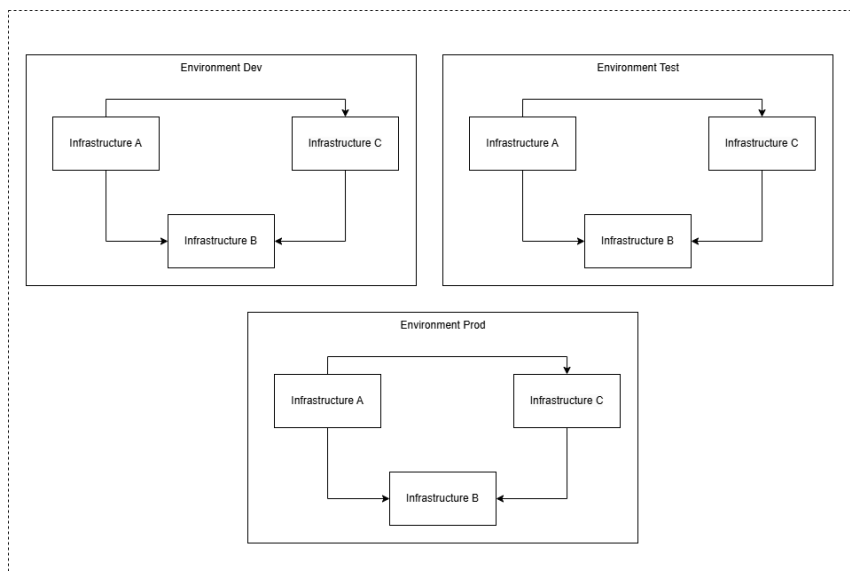 Environment Dev
Infrastructure A
Infrastructure C
Infrastructure B
Environment Test
Infrastructure A
Infrastructure C
Infrastructure B
Environment Prod
Infrastructure A
Infrastructure C
Infrastructure B